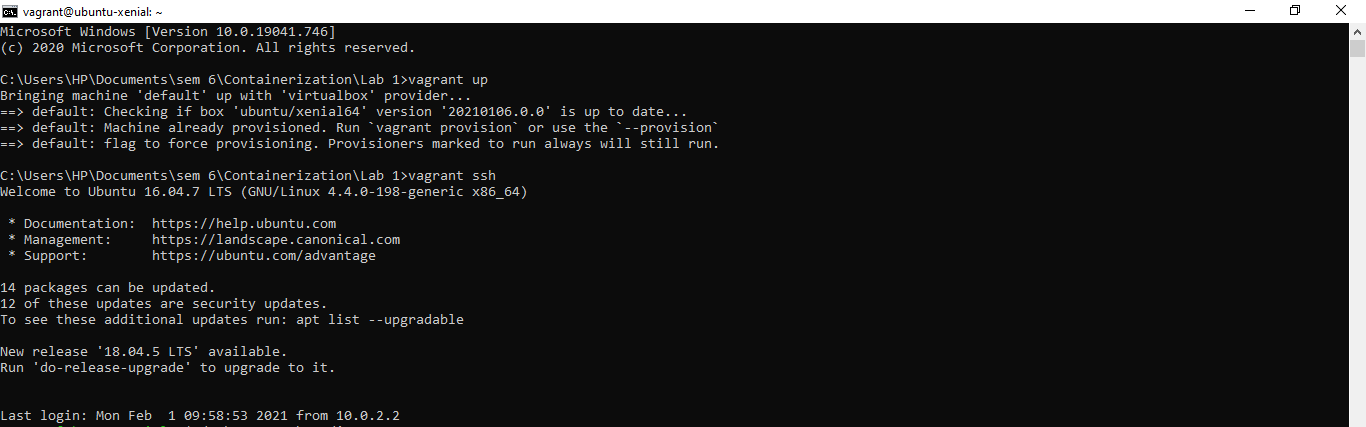 vagrant@ubuntu-xenial: ~
Microsoft Windows [Version 10.0.19041.746]
(c) 2020 Microsoft Corporation. All rights reserved.
C:\Users\HP\Documents\sem 6\Containerization\Lab 1>vagrant up
Bringing machine 'default' up with 'virtualbox' provider...
==> default: Checking if box 'ubuntu/xenial64' version '20210106.0.0' is up to date...
==> default: Machine already provisioned. Run `vagrant provision` or use the `--provision`
==> default: flag to force provisioning. Provisioners marked to run always will still run.
C:\Users\HP\Documents\sem 6\Containerization\Lab 1>vagrant ssh
Welcome to Ubuntu 16.04.7 LTS (GNU/Linux 4.4.0-198-generic x86_64)
* Documentation:  https://help.ubuntu.com
* Management:     https://landscape.canonical.com
* Support:        https://ubuntu.com/advantage
14 packages can be updated.
12 of these updates are security updates.
To see these additional updates run: apt list --upgradable
New release '18.04.5 LTS' available.
Run 'do-release-upgrade' to upgrade to it.
Last login: Mon Feb  1 09:58:53 2021 from 10.0.2.2